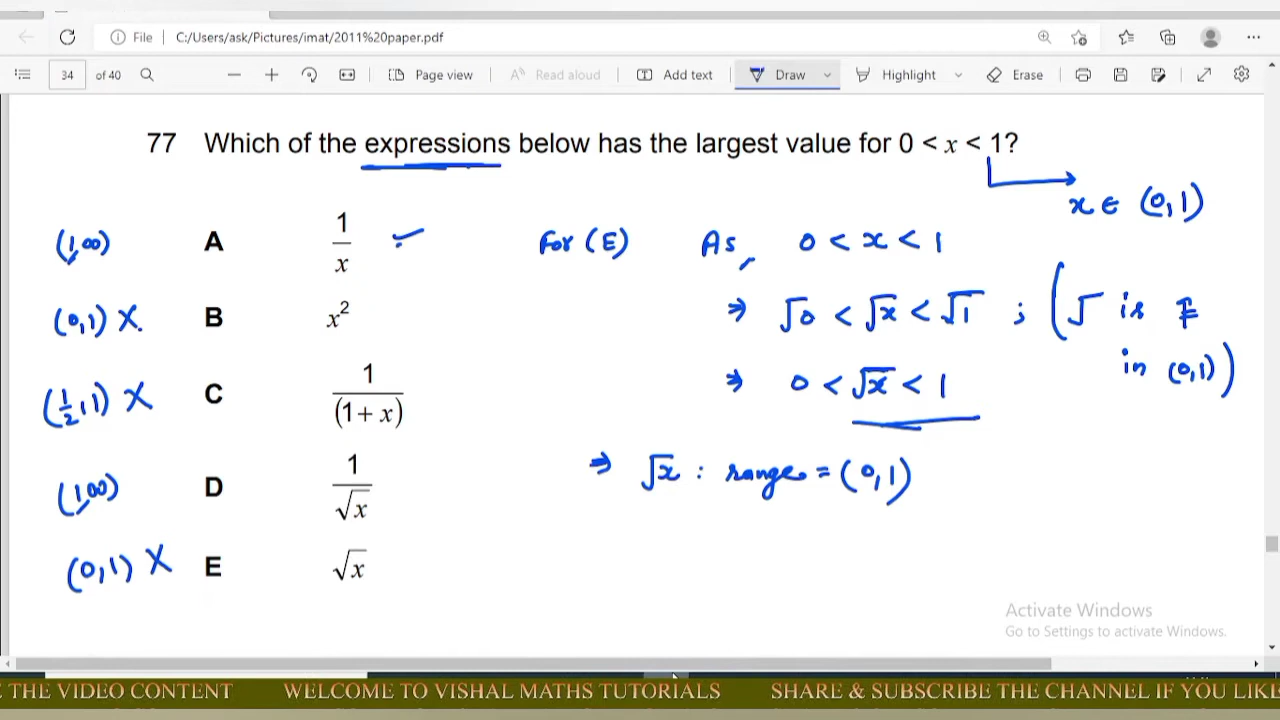 File C:/Users/ask/Pictures/imat/2011%20paper.pdf
34 of 40 Page view Read aloud Add text Draw Highlight Erase
77 Which of the expressions below has the largest value for 0 < x < 1?
x ∈ (0,1)
(1,∞) A 1/x ✓ For (E) As, 0 < x < 1
(0,1) X B x² ⇒ √0 < √x < √1 ; (√ is
in (0,1))
(1/2,1) X C 1/(1 + x) ⇒ 0 < √x < 1
(1,∞) D 1/√x ⇒ √x : range = (0,1)
(0,1) X E √x
Activate Windows
Go to Settings to activate Windows.
E THE VIDEO CONTENT WELCOME TO VISHAL MATHS TUTORIALS SHARE & SUBSCRIBE THE CHANNEL IF YOU LIKE